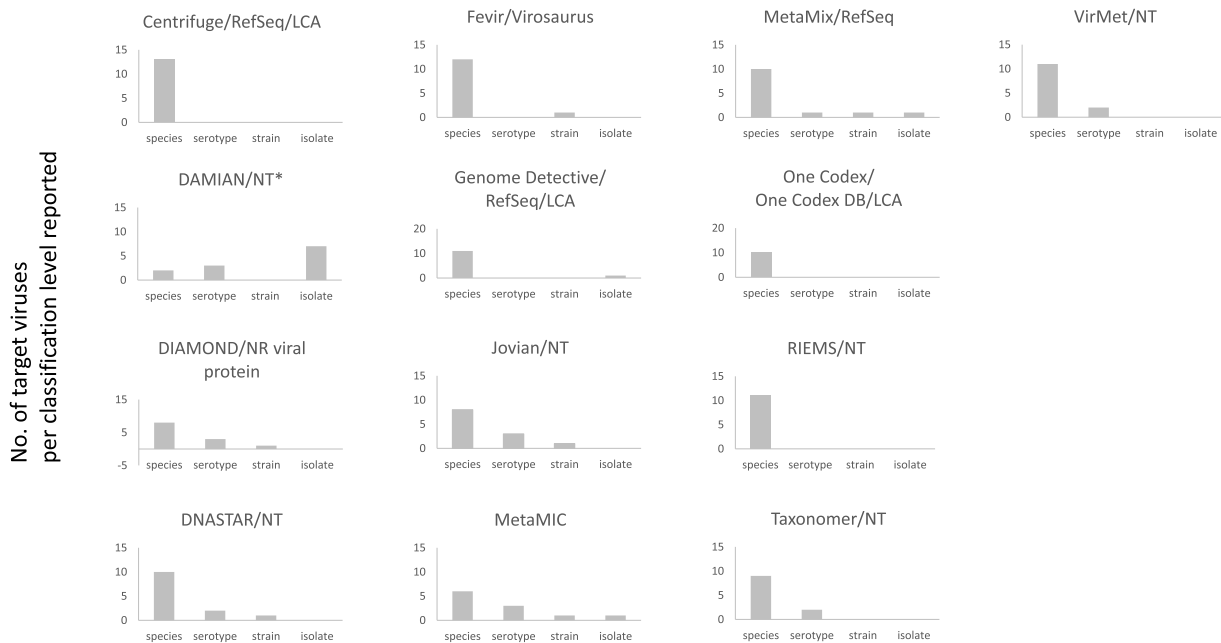 No. of target viruses
per classification level reported
Centrifuge/RefSeq/LCA
15
10
5
0
species serotype strain isolate
Fevir/Virosaurus
15
10
5
0
species serotype strain isolate
MetaMix/RefSeq
15
10
5
0
species serotype strain isolate
VirMet/NT
15
10
5
0
species serotype strain isolate
DAMIAN/NT*
15
10
5
0
species serotype strain isolate
Genome Detective/
RefSeq/LCA
20
10
0
species serotype strain isolate
One Codex/
One Codex DB/LCA
20
10
0
species serotype strain isolate
DIAMOND/NR viral
protein
15
5
-5
species serotype strain isolate
Jovian/NT
15
10
5
0
species serotype strain isolate
RIEMS/NT
15
10
5
0
species serotype strain isolate
DNASTAR/NT
15
10
5
0
species serotype strain isolate
MetaMIC
15
10
5
0
species serotype strain isolate
Taxonomer/NT
15
10
5
0
species serotype strain isolate